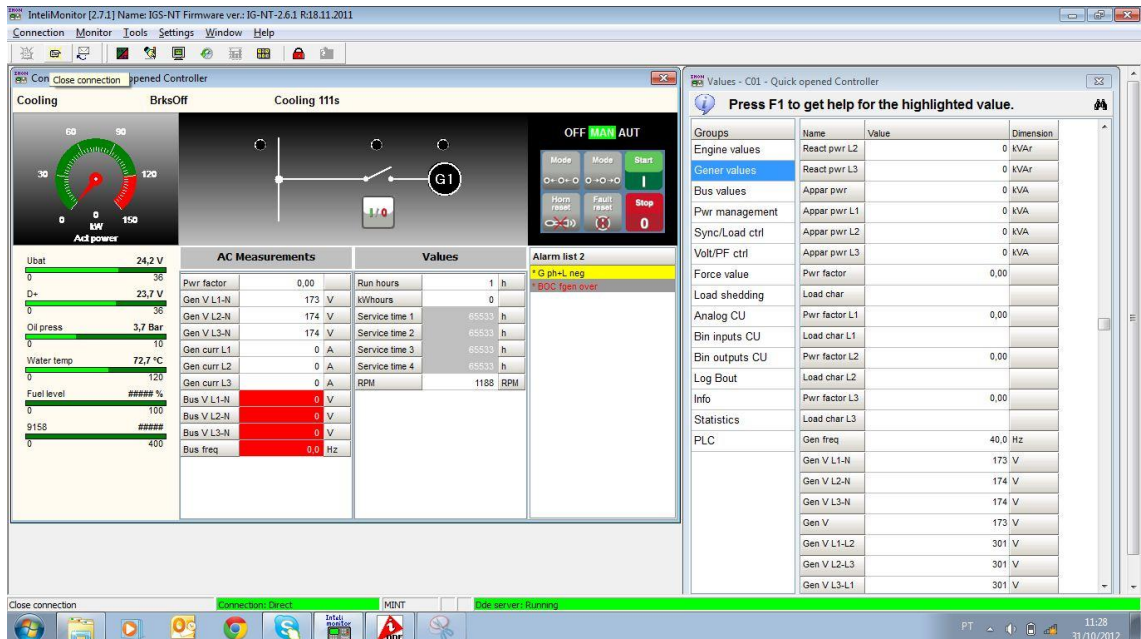 InteliMonitor [2.7.1] Name: IGS-NT Firmware ver.: IG-NT-2.6.1 R:18.11.2011
Connection Monitor Tools Settings Window Help
Con
Close connection
opened Controller
Cooling BrksOff Cooling 111s
60 90
30 120
0 150
0
kW
Act power
G1
I/0
OFF MAN AUT
Mode Mode Start
I
Horn reset Fault reset Stop
0
Ubat 24,2 V
0 36
D+ 23,7 V
0 36
Oil press 3,7 Bar
0 10
Water temp 72,7 °C
0 120
Fuel level ##### %
0 100
9158 #####
0 400
AC Measurements
Pwr factor 0,00
Gen V L1-N 173 V
Gen V L2-N 174 V
Gen V L3-N 174 V
Gen curr L1 0 A
Gen curr L2 0 A
Gen curr L3 0 A
Bus V L1-N 0 V
Bus V L2-N 0 V
Bus V L3-N 0 V
Bus freq 0,0 Hz
Values
Run hours 1 h
kWhours 0
Service time 1 65533 h
Service time 2 65533 h
Service time 3 65533 h
Service time 4 65533 h
RPM 1188 RPM
Alarm list 2
* G ph+L neg
* BOC fgen over
Values - C01 - Quick opened Controller
Press F1 to get help for the highlighted value.
Groups
Engine values
Gener values
Bus values
Pwr management
Sync/Load ctrl
Volt/PF ctrl
Force value
Load shedding
Analog CU
Bin inputs CU
Bin outputs CU
Log Bout
Info
Statistics
PLC
Name Value Dimension
React pwr L2 0 kVAr
React pwr L3 0 kVAr
Appar pwr 0 kVA
Appar pwr L1 0 kVA
Appar pwr L2 0 kVA
Appar pwr L3 0 kVA
Pwr factor 0,00
Load char
Pwr factor L1 0,00
Load char L1
Pwr factor L2 0,00
Load char L2
Pwr factor L3 0,00
Load char L3
Gen freq 40,0 Hz
Gen V L1-N 173 V
Gen V L2-N 174 V
Gen V L3-N 174 V
Gen V 173 V
Gen V L1-L2 301 V
Gen V L2-L3 301 V
Gen V L3-L1 301 V
Close connection Connection: Direct MINT Dde server: Running
Inteli monitor
PT 11:28
31/10/2012